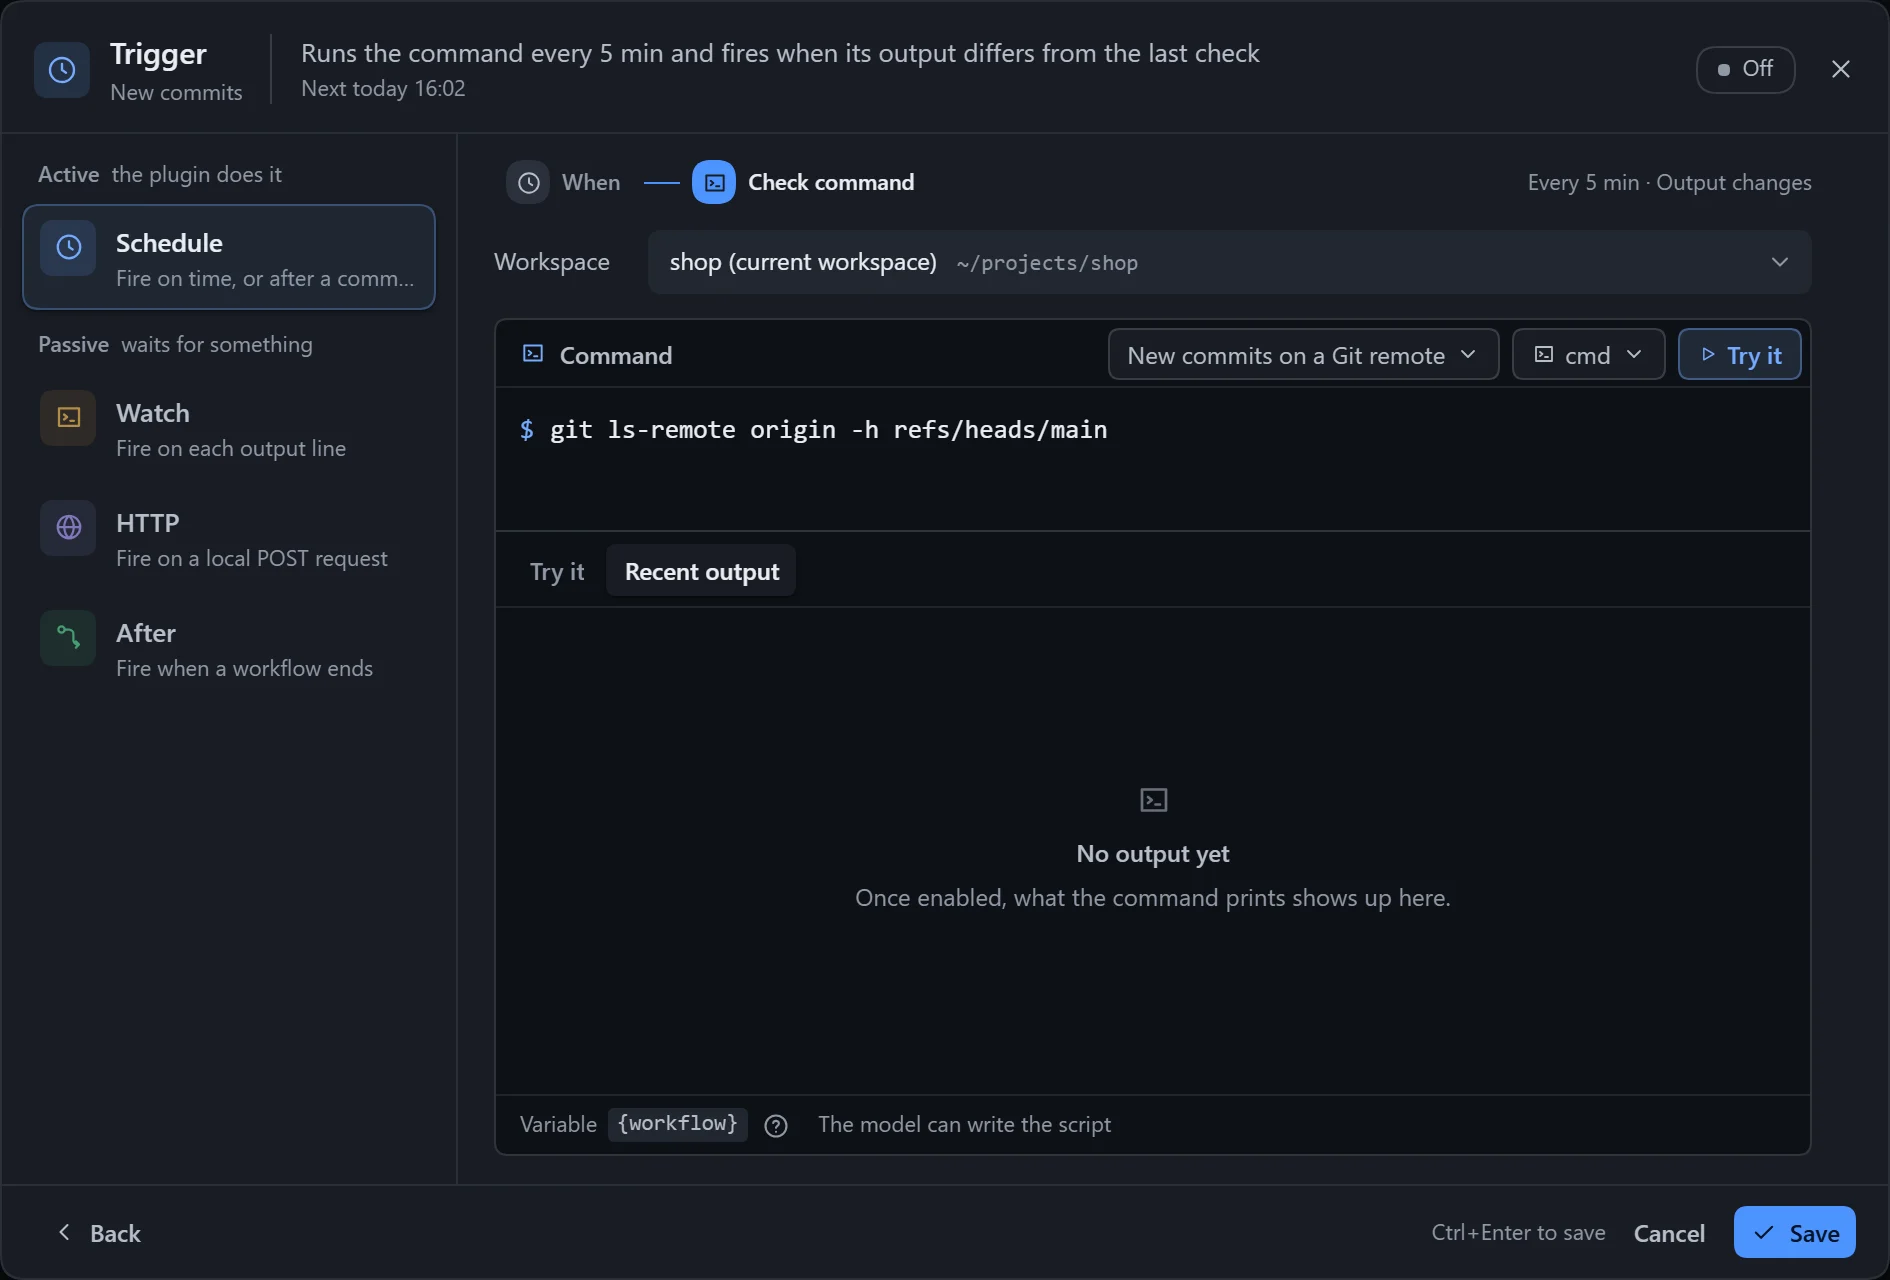 Trigger
New commits
Runs the command every 5 min and fires when its output differs from the last check
Next today 16:02
Off
Active the plugin does it
Schedule
Fire on time, or after a comm...
Passive waits for something
Watch
Fire on each output line
HTTP
Fire on a local POST request
After
Fire when a workflow ends
When
Check command
Every 5 min · Output changes
Workspace
shop (current workspace) ~/projects/shop
Command
New commits on a Git remote
cmd
Try it
$ git ls-remote origin -h refs/heads/main
Try it
Recent output
No output yet
Once enabled, what the command prints shows up here.
Variable {workflow} ? The model can write the script
Back
Ctrl+Enter to save
Cancel
Save